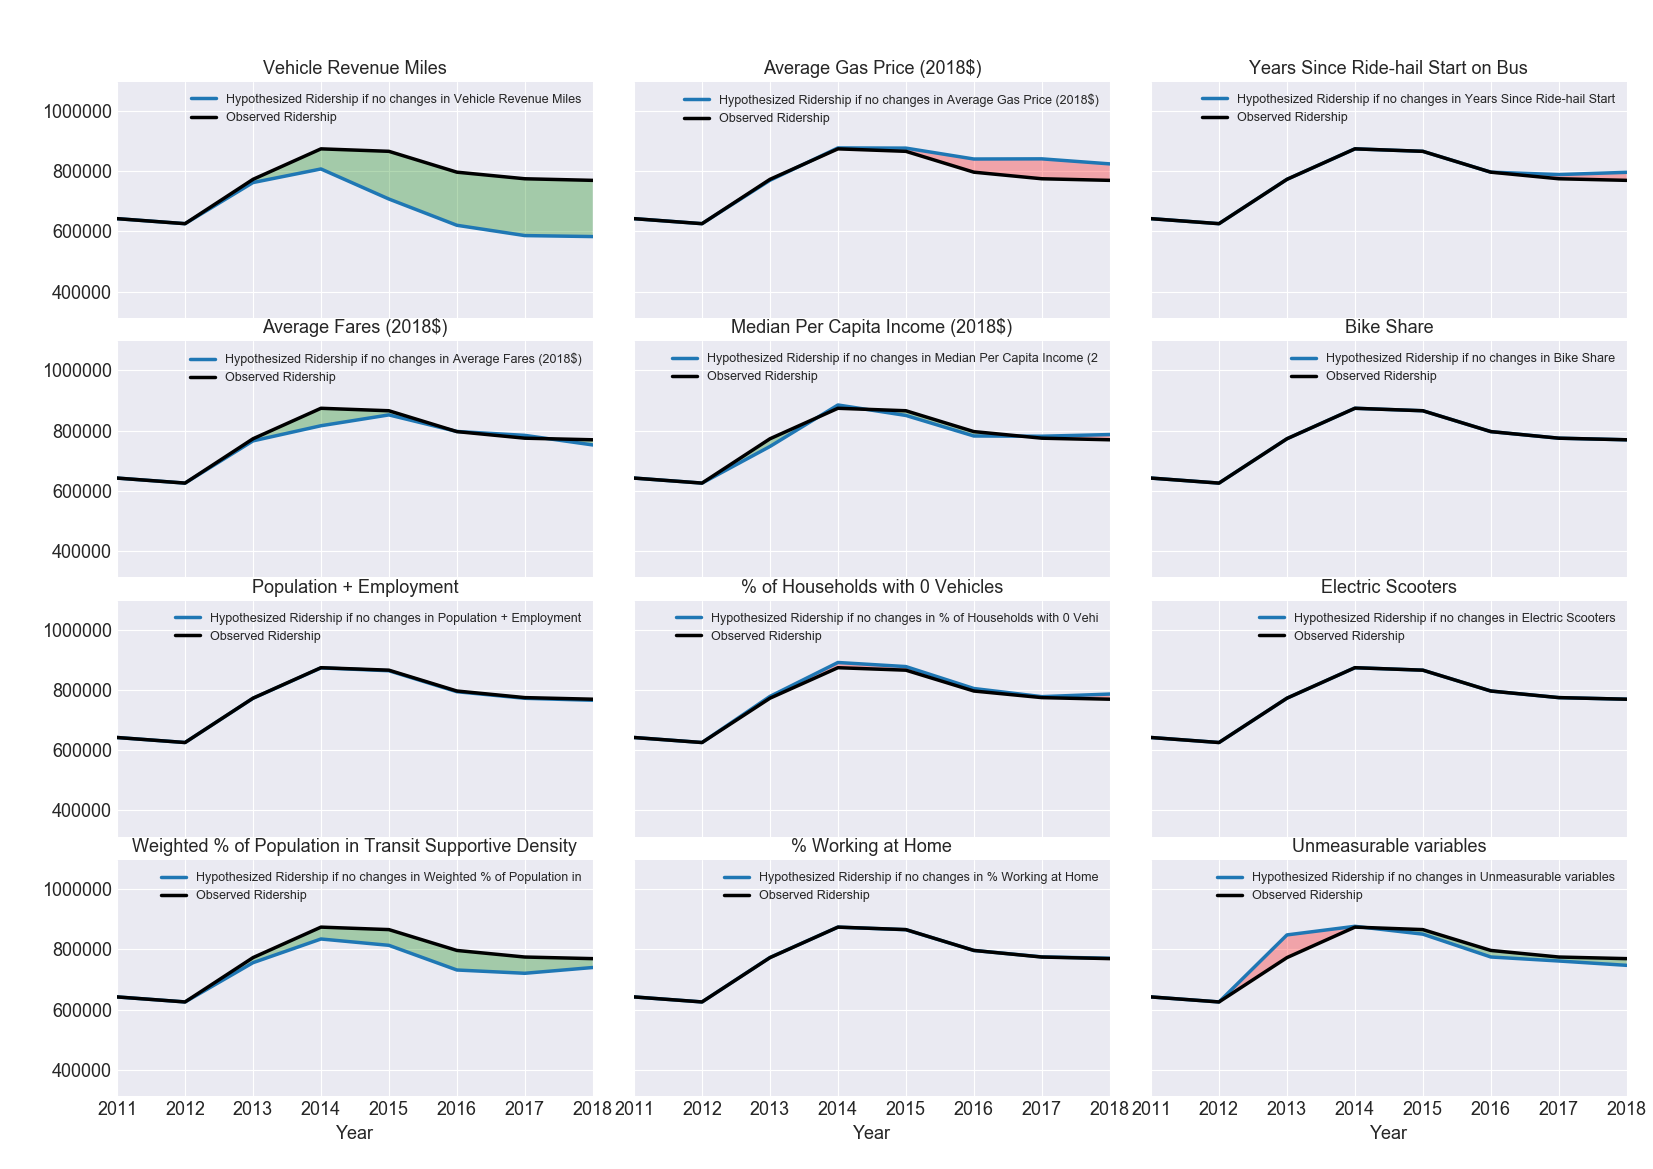 Vehicle Revenue Miles
Hypothesized Ridership if no changes in Vehicle Revenue Miles
Observed Ridership
1000000
800000
600000
400000
Average Gas Price (2018$)
Hypothesized Ridership if no changes in Average Gas Price (2018$)
Observed Ridership
Years Since Ride-hail Start on Bus
Hypothesized Ridership if no changes in Years Since Ride-hail Start
Observed Ridership
Average Fares (2018$)
Hypothesized Ridership if no changes in Average Fares (2018$)
Observed Ridership
1000000
800000
600000
400000
Median Per Capita Income (2018$)
Hypothesized Ridership if no changes in Median Per Capita Income (2
Observed Ridership
Bike Share
Hypothesized Ridership if no changes in Bike Share
Observed Ridership
Population + Employment
Hypothesized Ridership if no changes in Population + Employment
Observed Ridership
1000000
800000
600000
400000
% of Households with 0 Vehicles
Hypothesized Ridership if no changes in % of Households with 0 Vehi
Observed Ridership
Electric Scooters
Hypothesized Ridership if no changes in Electric Scooters
Observed Ridership
Weighted % of Population in Transit Supportive Density
Hypothesized Ridership if no changes in Weighted % of Population in
Observed Ridership
1000000
800000
600000
400000
2011 2012 2013 2014 2015 2016 2017 2018
Year
% Working at Home
Hypothesized Ridership if no changes in % Working at Home
Observed Ridership
2011 2012 2013 2014 2015 2016 2017 2018
Year
Unmeasurable variables
Hypothesized Ridership if no changes in Unmeasurable variables
Observed Ridership
2011 2012 2013 2014 2015 2016 2017 2018
Year